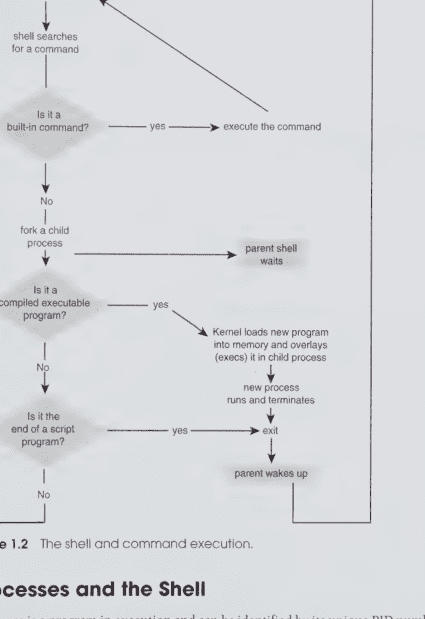 shell searches
for a command
Is it a
built-in command?
yes
execute the command
No
fork a child
process
parent shell
waits
Is it a
compiled executable
program?
yes
Kernel loads new program
into memory and overlays
(execs) it in child process
No
new process
runs and terminates
Is it the
end of a script
program?
yes
exit
parent wakes up
No
1.2 The shell and command execution.
and the Shell